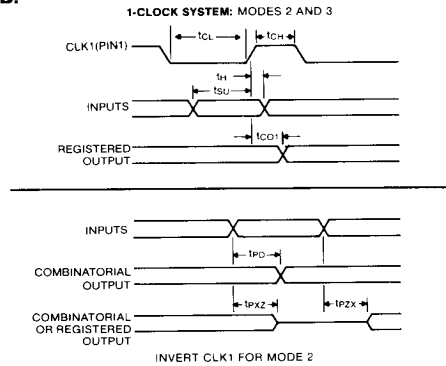 1-CLOCK SYSTEM: MODES 2 AND 3
CLK1(PIN1)
tCL
tCH
tH
tSU
INPUTS
tCO1
REGISTERED
OUTPUT
INPUTS
tPD
COMBINATORIAL
OUTPUT
tPXZ
tPZX
COMBINATORIAL
OR REGISTERED
OUTPUT
INVERT CLK1 FOR MODE 2